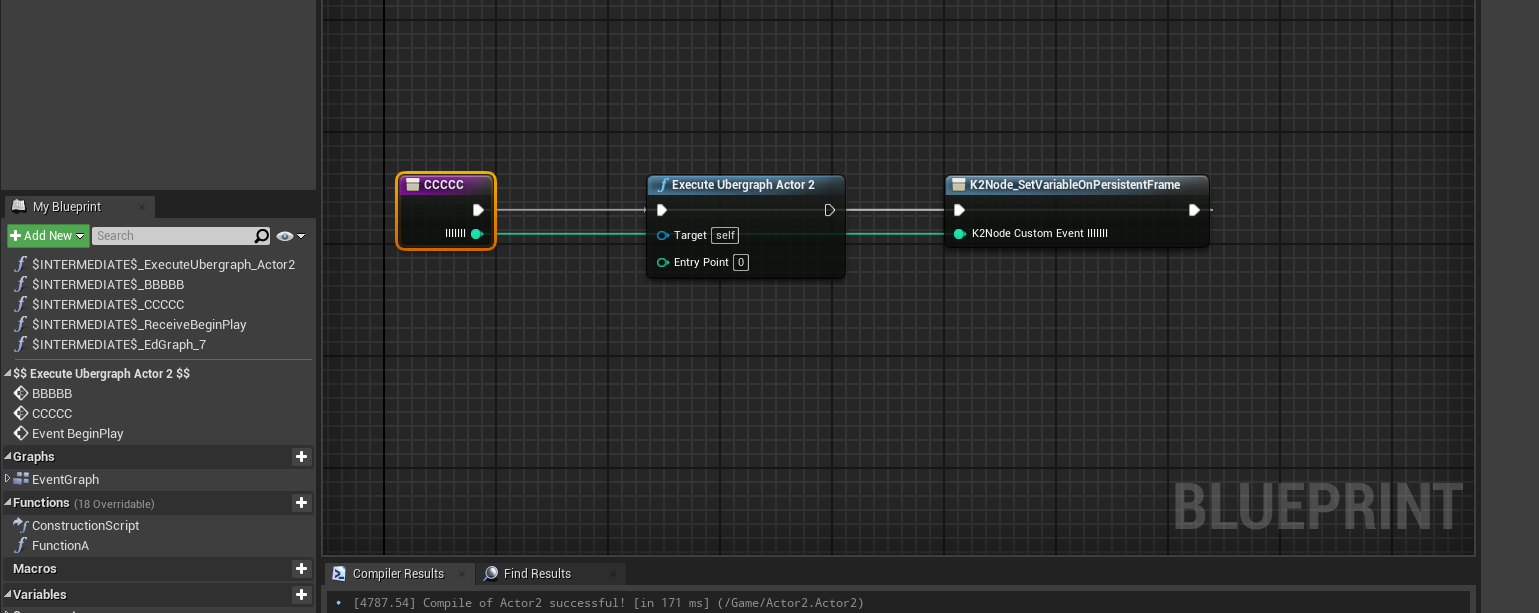 My Blueprint
Add New
Search
$INTERMEDIATE$_ExecuteUbergraph_Actor2
$INTERMEDIATE$_BBBBB
$INTERMEDIATE$_CCCCC
$INTERMEDIATE$_ReceiveBeginPlay
$INTERMEDIATE$_EdGraph_7
$$ Execute Ubergraph Actor 2 $$
BBBBB
CCCCC
Event BeginPlay
Graphs
EventGraph
Functions (18 Overridable)
ConstructionScript
FunctionA
Macros
Variables
CCCCC
IIIIIII
Execute Ubergraph Actor 2
Target self
Entry Point 0
K2Node_SetVariableOnPersistentFrame
K2Node Custom Event IIIIIII
BLUEPRINT
Compiler Results
Find Results
[4787.54] Compile of Actor2 successful! [in 171 ms] (/Game/Actor2.Actor2)